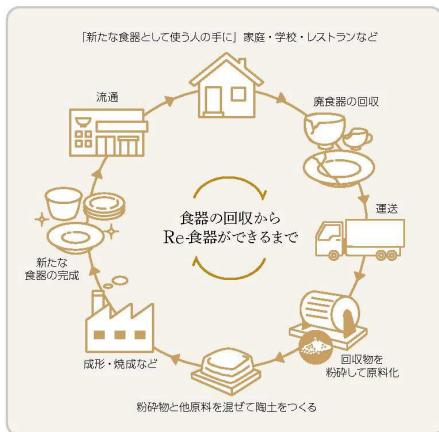 「新たな食器として使う人の手に」家庭・学校・レストランなど
流通
廃食器の回収
運送
食器の回収から
Re-食器ができるまで
新たな
食器の完成
回収物を
粉砕して原料化
成形・焼成など
粉砕物と他原料を混ぜて陶土をつくる